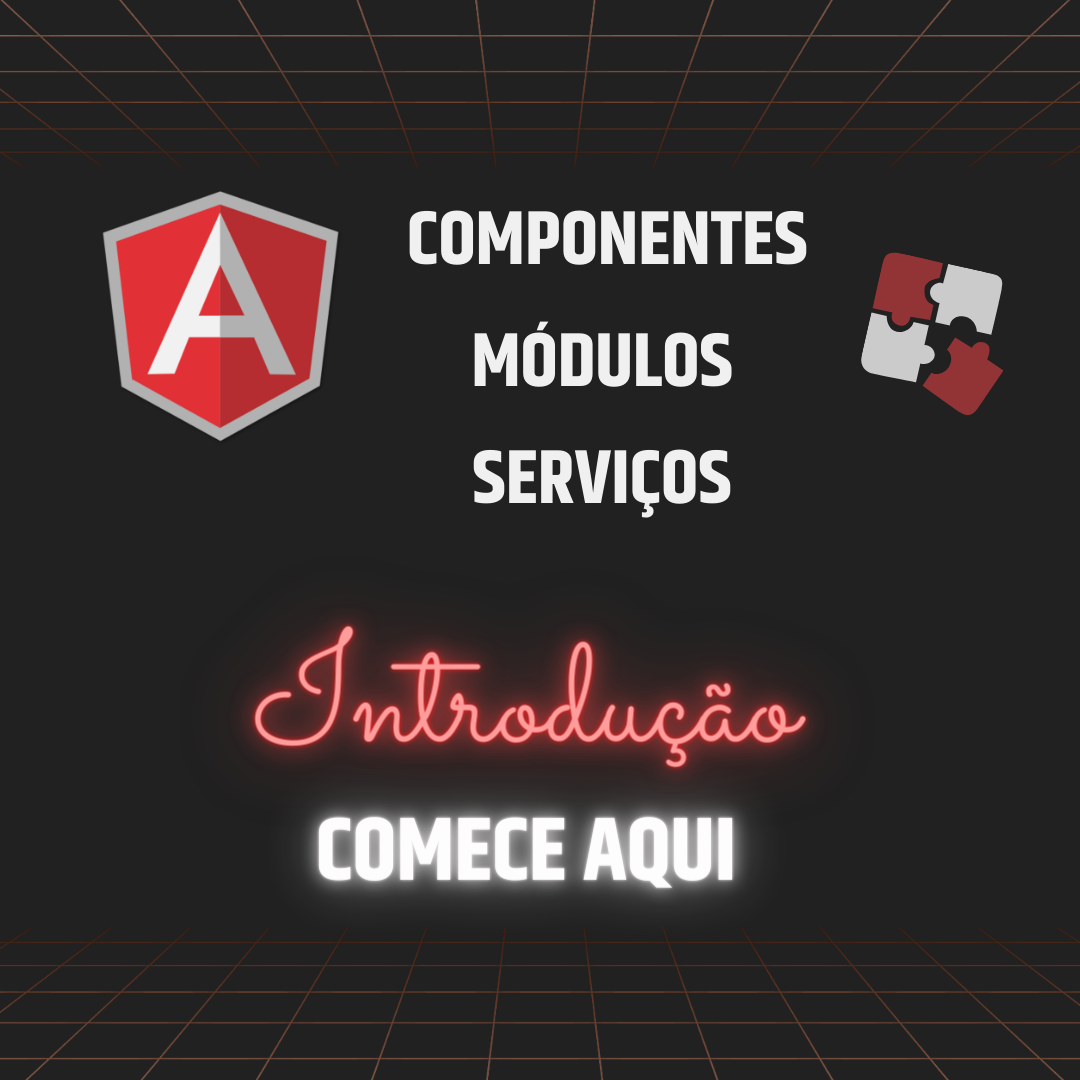 COMPONENTES
MÓDULOS
SERVIÇOS
Introdução
COMECE AQUI